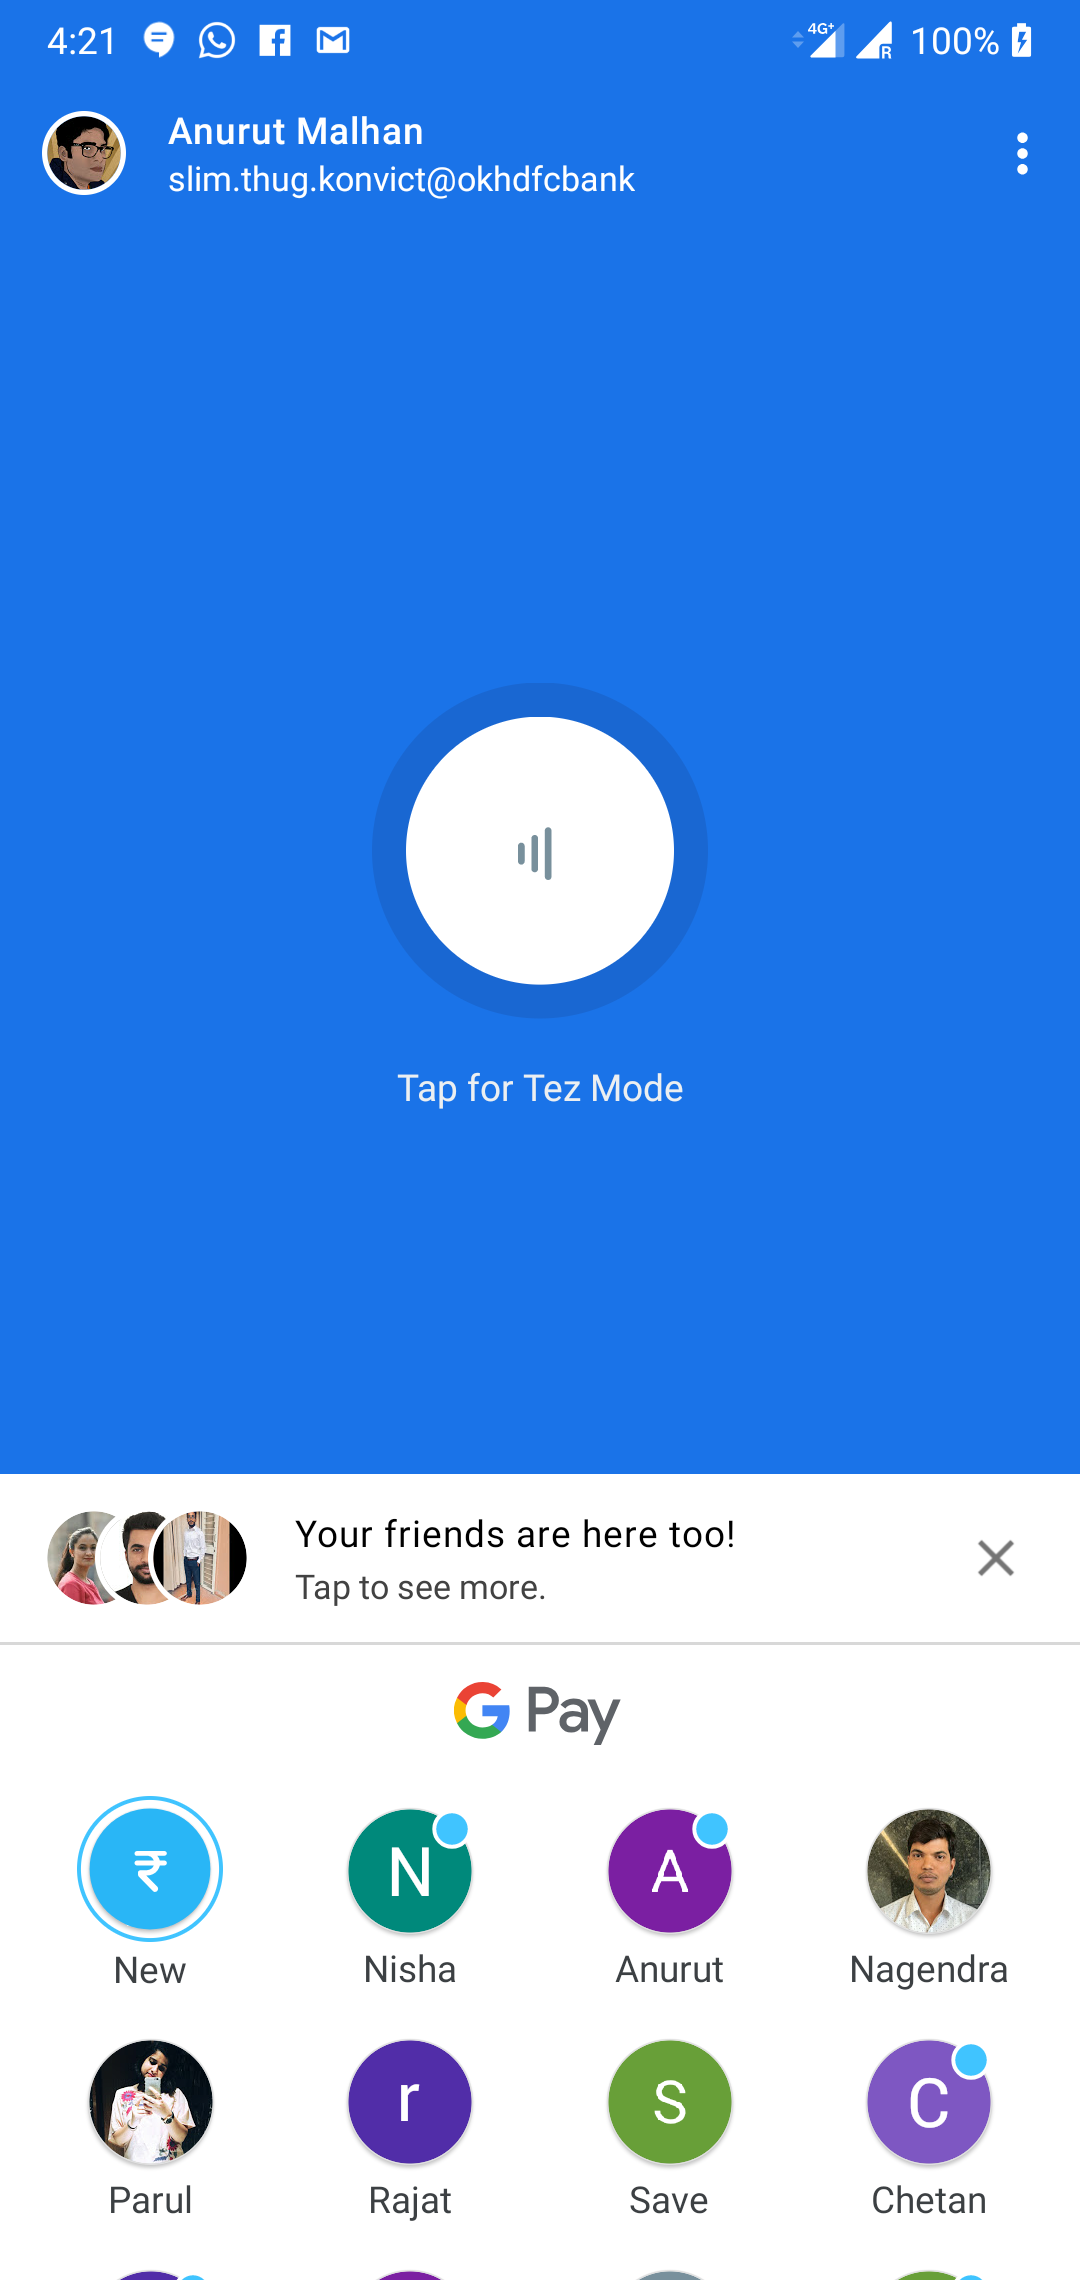 4:21
4G+
R
100%
Anurut Malhan
slim.thug.konvict@okhdfcbank
Tap for Tez Mode
Your friends are here too!
Tap to see more.
G Pay
₹
N
A
New
Nisha
Anurut
Nagendra
r
S
C
Parul
Rajat
Save
Chetan